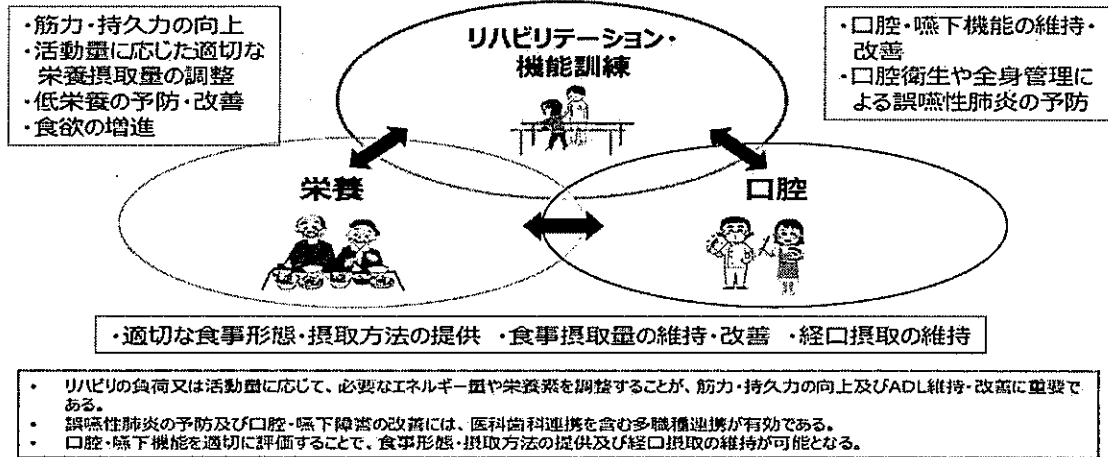 ・筋力・持久力の向上
・活動量に応じた適切な
栄養摂取量の調整
・低栄養の予防・改善
・食欲の増進
リハビリテーション・
機能訓練
・口腔・嚥下機能の維持・
改善
・口腔衛生や全身管理に
よる誤嚥性肺炎の予防
栄養
口腔
・適切な食事形態・摂取方法の提供 ・食事摂取量の維持・改善 ・経口摂取の維持
・ リハビリの負荷又は活動量に応じて、必要なエネルギー量や栄養素を調整することが、筋力・持久力の向上及びADL維持・改善に重要で
ある。
・ 誤嚥性肺炎の予防及び口腔・嚥下障害の改善には、医科歯科連携を含む多職種連携が有効である。
・ 口腔・嚥下機能を適切に評価することで、食事形態・摂取方法の提供及び経口摂取の維持が可能となる。